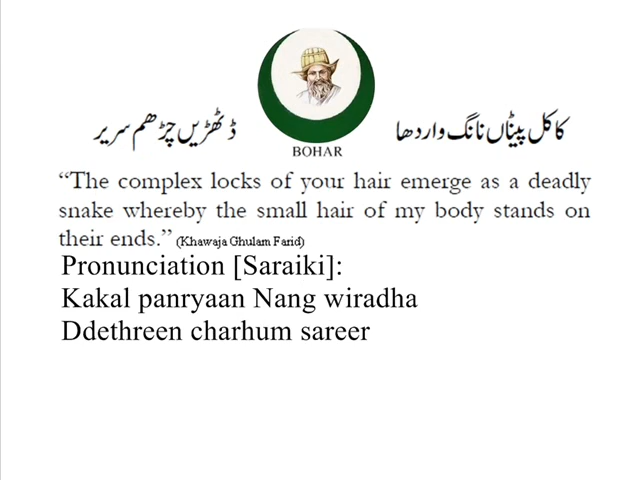 کاکل پیݨاں نانگ واردھا
ڈٹھڑیں چڑھم سریر
BOHAR
“The complex locks of your hair emerge as a deadly
snake whereby the small hair of my body stands on
their ends.” (Khawaja Ghulam Farid)
Pronunciation [Saraiki]:
Kakal panryaan Nang wiradha
Ddethreen charhum sareer